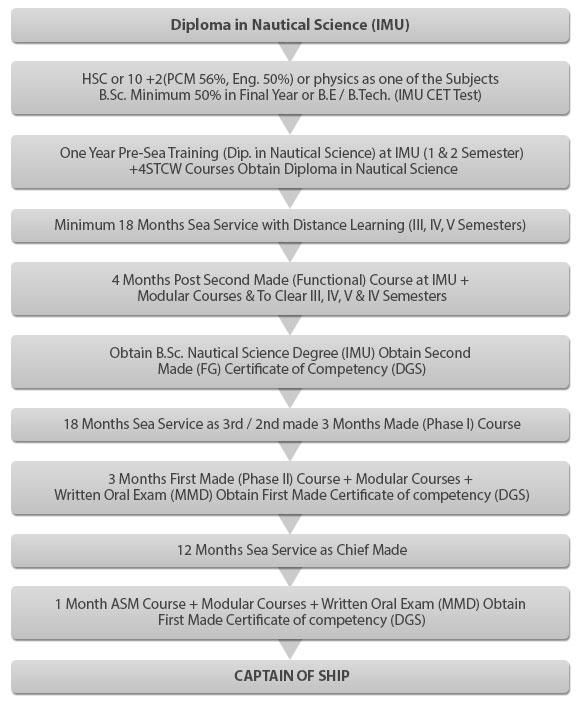 Diploma in Nautical Science (IMU)
HSC or 10 +2(PCM 56%, Eng. 50%) or physics as one of the Subjects
B.Sc. Minimum 50% in Final Year or B.E / B.Tech. (IMU CET Test)
One Year Pre-Sea Training (Dip. in Nautical Science) at IMU (1 & 2 Semester)
+4STCW Courses Obtain Diploma in Nautical Science
Minimum 18 Months Sea Service with Distance Learning (III, IV, V Semesters)
4 Months Post Second Made (Functional) Course at IMU +
Modular Courses & To Clear III, IV, V & IV Semesters
Obtain B.Sc. Nautical Science Degree (IMU) Obtain Second
Made (FG) Certificate of Competency (DGS)
18 Months Sea Service as 3rd / 2nd made 3 Months Made (Phase I) Course
3 Months First Made (Phase II) Course + Modular Courses +
Written Oral Exam (MMD) Obtain First Made Certificate of competency (DGS)
12 Months Sea Service as Chief Made
1 Month ASM Course + Modular Courses + Written Oral Exam (MMD) Obtain
First Made Certificate of competency (DGS)
CAPTAIN OF SHIP